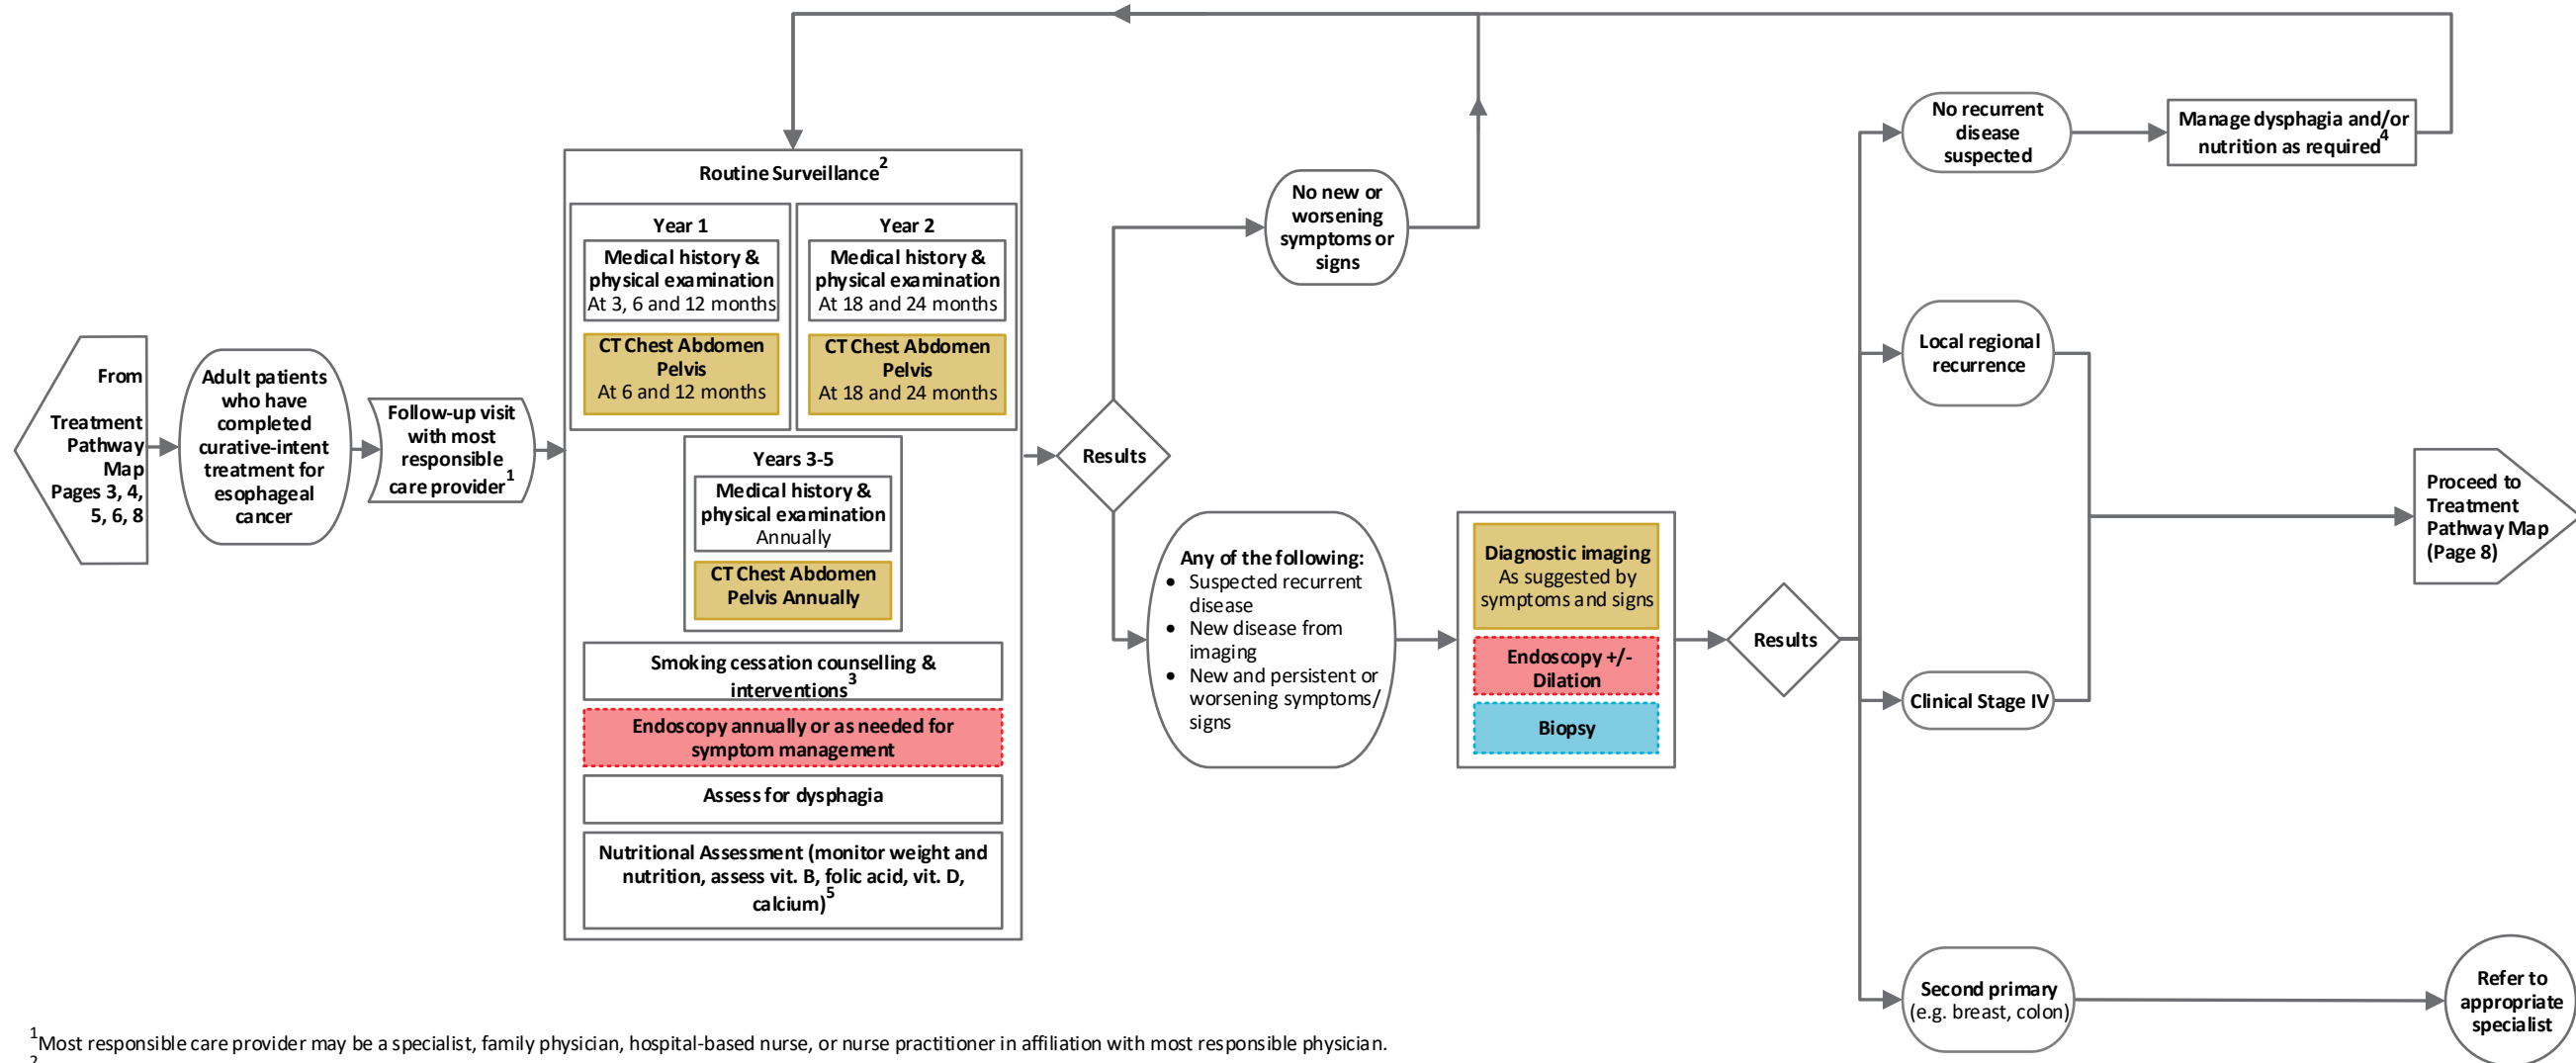 From
Treatment
Pathway
Map
Pages 3, 4,
5, 6, 8
Adult patients
who have
completed
curative-intent
treatment for
esophageal
cancer
Follow-up visit
with most
responsible
care provider1
Routine Surveillance2
Year 1
Medical history &
physical examination
At 3, 6 and 12 months
CT Chest Abdomen
Pelvis
At 6 and 12 months
Year 2
Medical history &
physical examination
At 18 and 24 months
CT Chest Abdomen
Pelvis
At 18 and 24 months
Years 3-5
Medical history &
physical examination
Annually
CT Chest Abdomen
Pelvis Annually
Smoking cessation counselling &
interventions3
Endoscopy annually or as needed for
symptom management
Assess for dysphagia
Nutritional Assessment (monitor weight and
nutrition, assess vit. B, folic acid, vit. D,
calcium)5
Results
No new or
worsening
symptoms or
signs
Any of the following:
• Suspected recurrent
disease
• New disease from
imaging
• New and persistent or
worsening symptoms/
signs
Diagnostic imaging
As suggested by
symptoms and signs
Endoscopy +/-
Dilation
Biopsy
Results
No recurrent
disease
suspected
Manage dysphagia and/or
nutrition as required4
Local regional
recurrence
Clinical Stage IV
Proceed to
Treatment
Pathway Map
(Page 8)
Second primary
(e.g. breast, colon)
Refer to
appropriate
specialist
1Most responsible care provider may be a specialist, family physician, hospital-based nurse, or nurse practitioner in affiliation with most responsible physician.
2